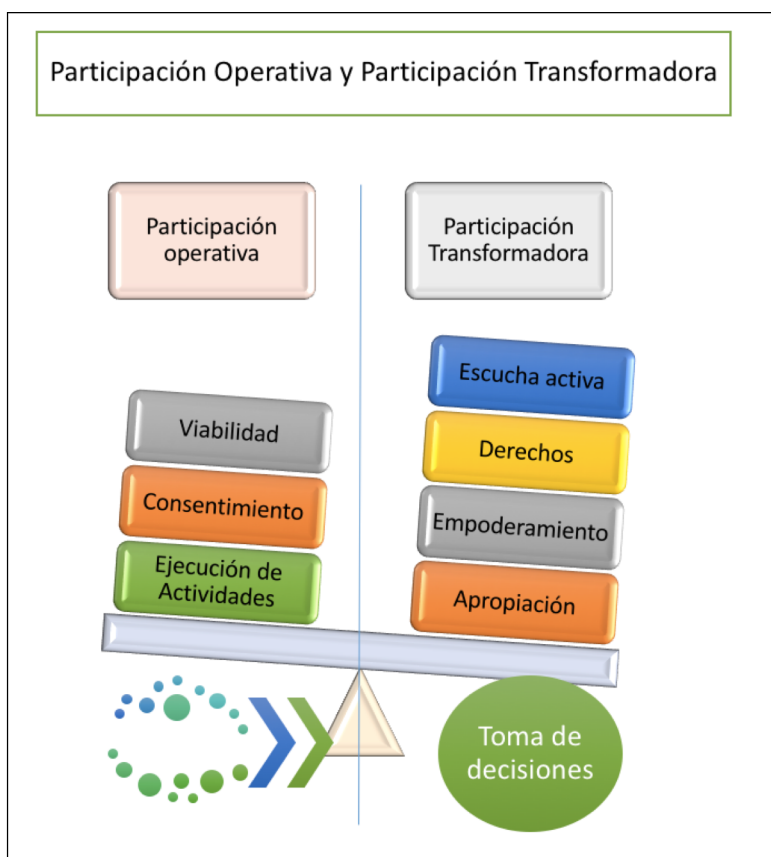 Participación Operativa y Participación Transformadora
Participación
operativa
Participación
Transformadora
Viabilidad
Consentimiento
Ejecución de
Actividades
Escucha activa
Derechos
Empoderamiento
Apropiación
Toma de
decisiones